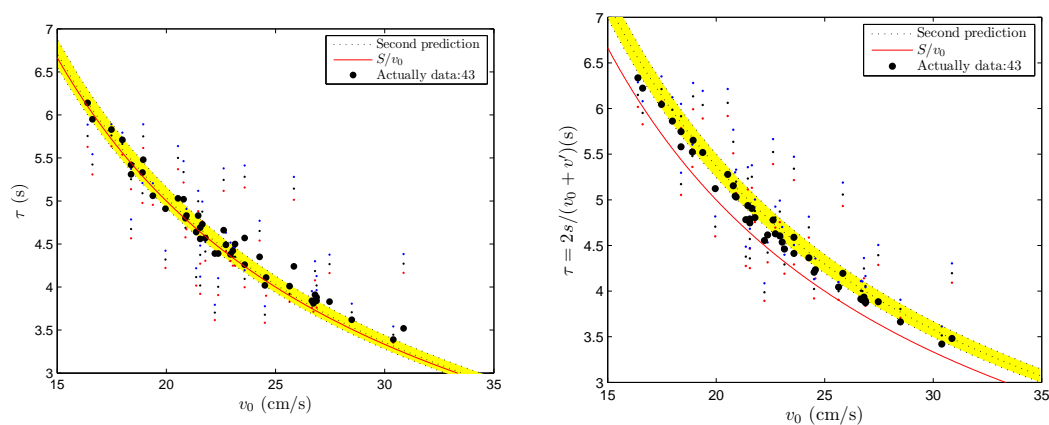 7
6.5
6
5.5
5
4.5
4
3.5
3
15 20 25 30 35
τ (s)
v₀ (cm/s)
Second prediction
S/v₀
Actually data:43
7
6.5
6
5.5
5
4.5
4
3.5
3
15 20 25 30 35
τ = 2s/(v₀ + v′)(s)
v₀ (cm/s)
Second prediction
S/v₀
Actually data:43